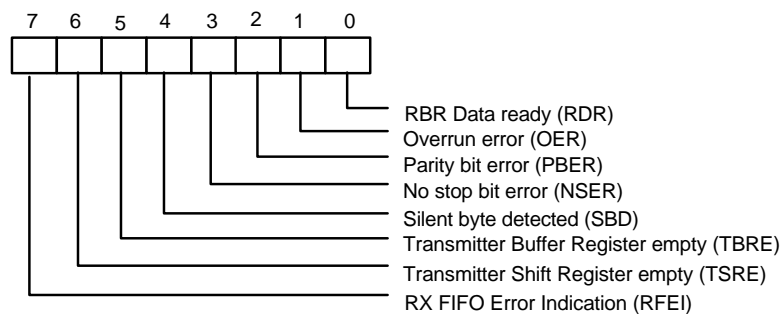 7 6 5 4 3 2 1 0
RBR Data ready (RDR)
Overrun error (OER)
Parity bit error (PBER)
No stop bit error (NSER)
Silent byte detected (SBD)
Transmitter Buffer Register empty (TBRE)
Transmitter Shift Register empty (TSRE)
RX FIFO Error Indication (RFEI)